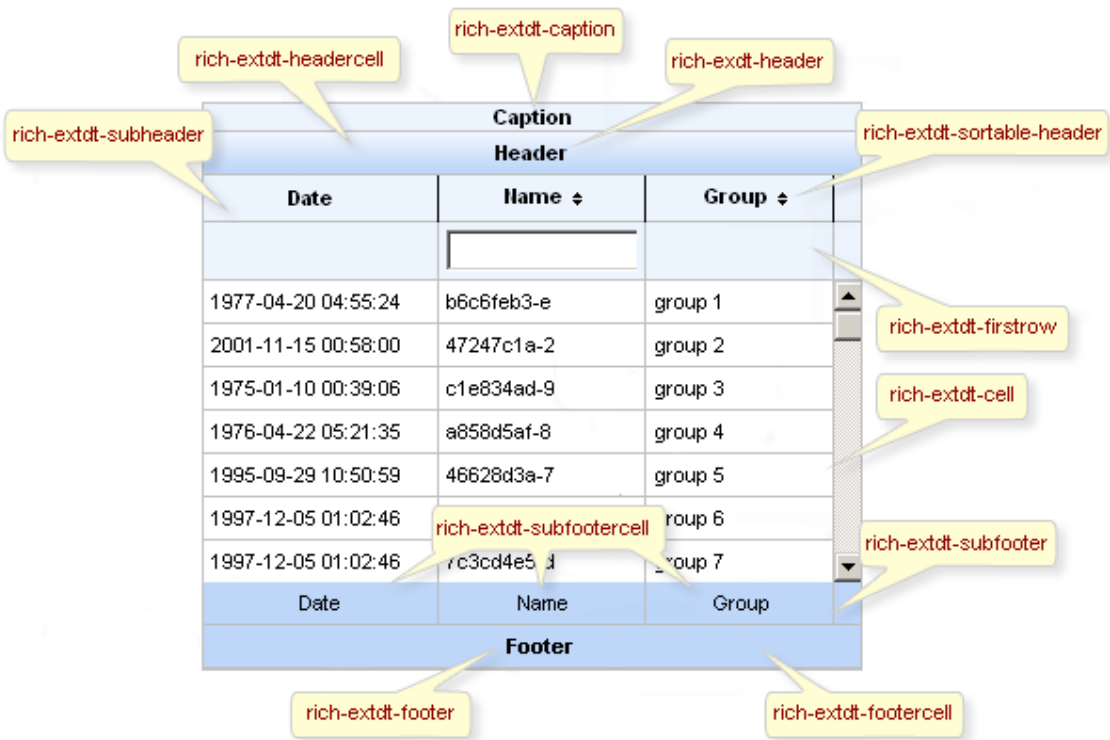 rich-extdt-caption
rich-extdt-headercell
rich-exdt-header
Caption
rich-extdt-subheader
rich-extdt-sortable-header
Header
Date Name Group
1977-04-20 04:55:24 b6c6feb3-e group 1
rich-extdt-firstrow
2001-11-15 00:58:00 47247c1a-2 group 2
1975-01-10 00:39:06 c1e834ad-9 group 3
rich-extdt-cell
1976-04-22 05:21:35 a858d5af-8 group 4
1995-09-29 10:50:59 46628d3a-7 group 5
1997-12-05 01:02:46 group 6
rich-extdt-subfootercell
rich-extdt-subfooter
1997-12-05 01:02:46 group 7
Date Name Group
Footer
rich-extdt-footer
rich-extdt-footercell